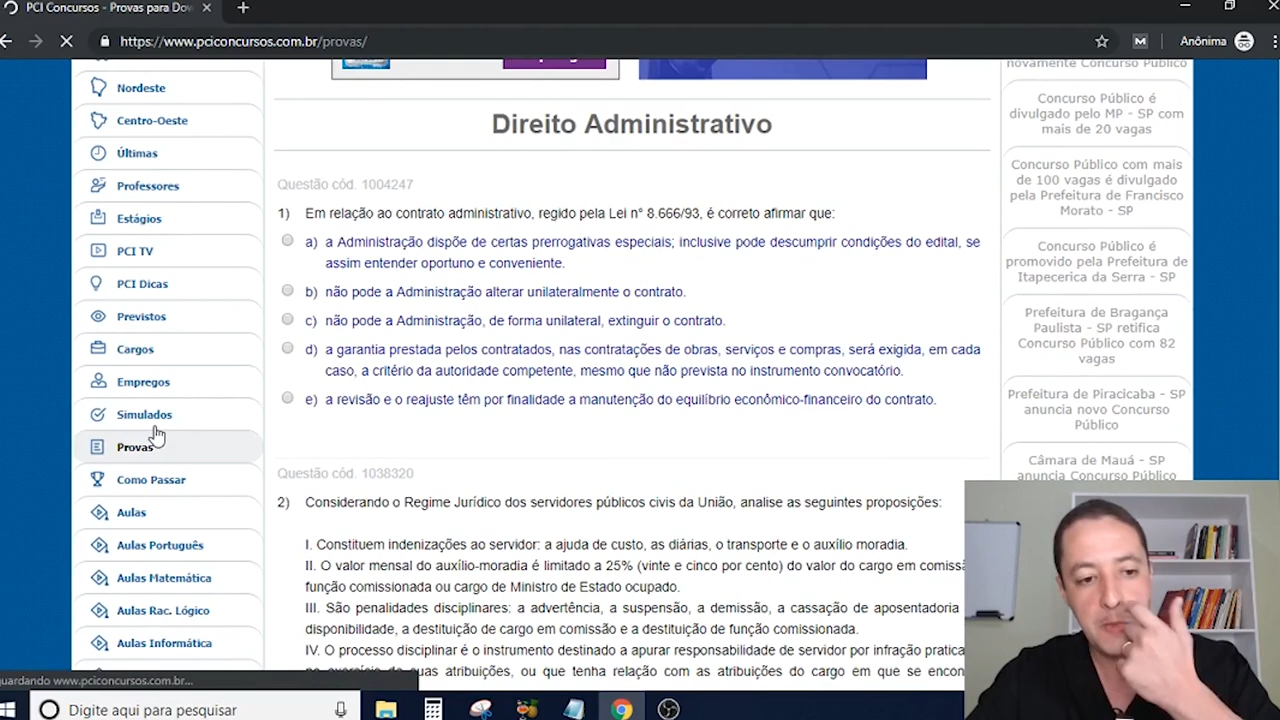 PCI Concursos - Provas para Dow
https://www.pciconcursos.com.br/provas/
Anônima
Nordeste
Centro-Oeste
Últimas
Professores
Estágios
PCI TV
PCI Dicas
Previstos
Cargos
Empregos
Simulados
Provas
Como Passar
Aulas
Aulas Português
Aulas Matemática
Aulas Rac. Lógico
Aulas Informática
Direito Administrativo
Questão cód. 1004247
1) Em relação ao contrato administrativo, regido pela Lei n° 8.666/93, é correto afirmar que:
a) a Administração dispõe de certas prerrogativas especiais; inclusive pode descumprir condições do edital, se
assim entender oportuno e conveniente.
b) não pode a Administração alterar unilateralmente o contrato.
c) não pode a Administração, de forma unilateral, extinguir o contrato.
d) a garantia prestada pelos contratados, nas contratações de obras, serviços e compras, será exigida, em cada
caso, a critério da autoridade competente, mesmo que não prevista no instrumento convocatório.
e) a revisão e o reajuste têm por finalidade a manutenção do equilíbrio econômico-financeiro do contrato.
Questão cód. 1038320
2) Considerando o Regime Jurídico dos servidores públicos civis da União, analise as seguintes proposições:
I. Constituem indenizações ao servidor: a ajuda de custo, as diárias, o transporte e o auxílio moradia.
II. O valor mensal do auxílio-moradia é limitado a 25% (vinte e cinco por cento) do valor do cargo em comissã
função comissionada ou cargo de Ministro de Estado ocupado.
III. São penalidades disciplinares: a advertência, a suspensão, a demissão, a cassação de aposentadoria
disponibilidade, a destituição de cargo em comissão e a destituição de função comissionada.
IV. O processo disciplinar é o instrumento destinado a apurar responsabilidade de servidor por infração pratica
no exercício de suas atribuições, ou que tenha relação com as atribuições do cargo em que se encon
novamente Concurso Público
Concurso Público é
divulgado pelo MP - SP com
mais de 20 vagas
Concurso Público com mais
de 100 vagas é divulgado
pela Prefeitura de Francisco
Morato - SP
Concurso Público é
promovido pela Prefeitura de
Itapecerica da Serra - SP
Prefeitura de Bragança
Paulista - SP retifica
Concurso Público com 82
vagas
Prefeitura de Piracicaba - SP
anuncia novo Concurso
Público
Câmara de Mauá - SP
anuncia Concurso Público
guardando www.pciconcursos.com.br...
Digite aqui para pesquisar